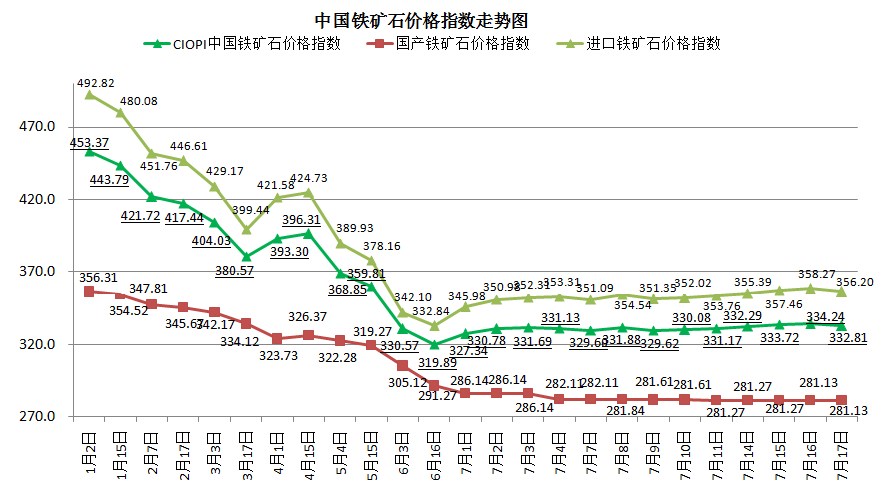 中国铁矿石价格指数走势图
CIOPI中国铁矿石价格指数 国产铁矿石价格指数 进口铁矿石价格指数
492.82 480.08 451.76 446.61 429.17 399.44 421.58 424.73 389.93 378.16 342.10 332.84 345.98 350.98 352.31 353.31 351.09 354.54 351.35 352.02 353.76 355.39 357.46 358.27 356.20
453.37 443.79 421.72 417.44 404.03 380.57 393.30 396.31 368.85 359.81 330.57 319.89 327.34 330.78 331.69 331.13 329.68 331.88 329.62 330.08 331.17 332.29 333.72 334.24 332.81
356.31 354.52 347.81 345.67 342.17 334.12 323.73 326.37 322.28 319.27 305.12 291.27 286.14 286.14 286.14 282.11 282.11 281.84 281.61 281.61 281.27 281.27 281.27 281.13 281.13
470.0
420.0
370.0
320.0
270.0
1月2日 1月15日 2月7日 2月17日 3月3日 3月17日 4月1日 4月15日 5月4日 5月15日 6月3日 6月16日 7月1日 7月2日 7月3日 7月4日 7月7日 7月8日 7月9日 7月10日 7月11日 7月14日 7月15日 7月16日 7月17日